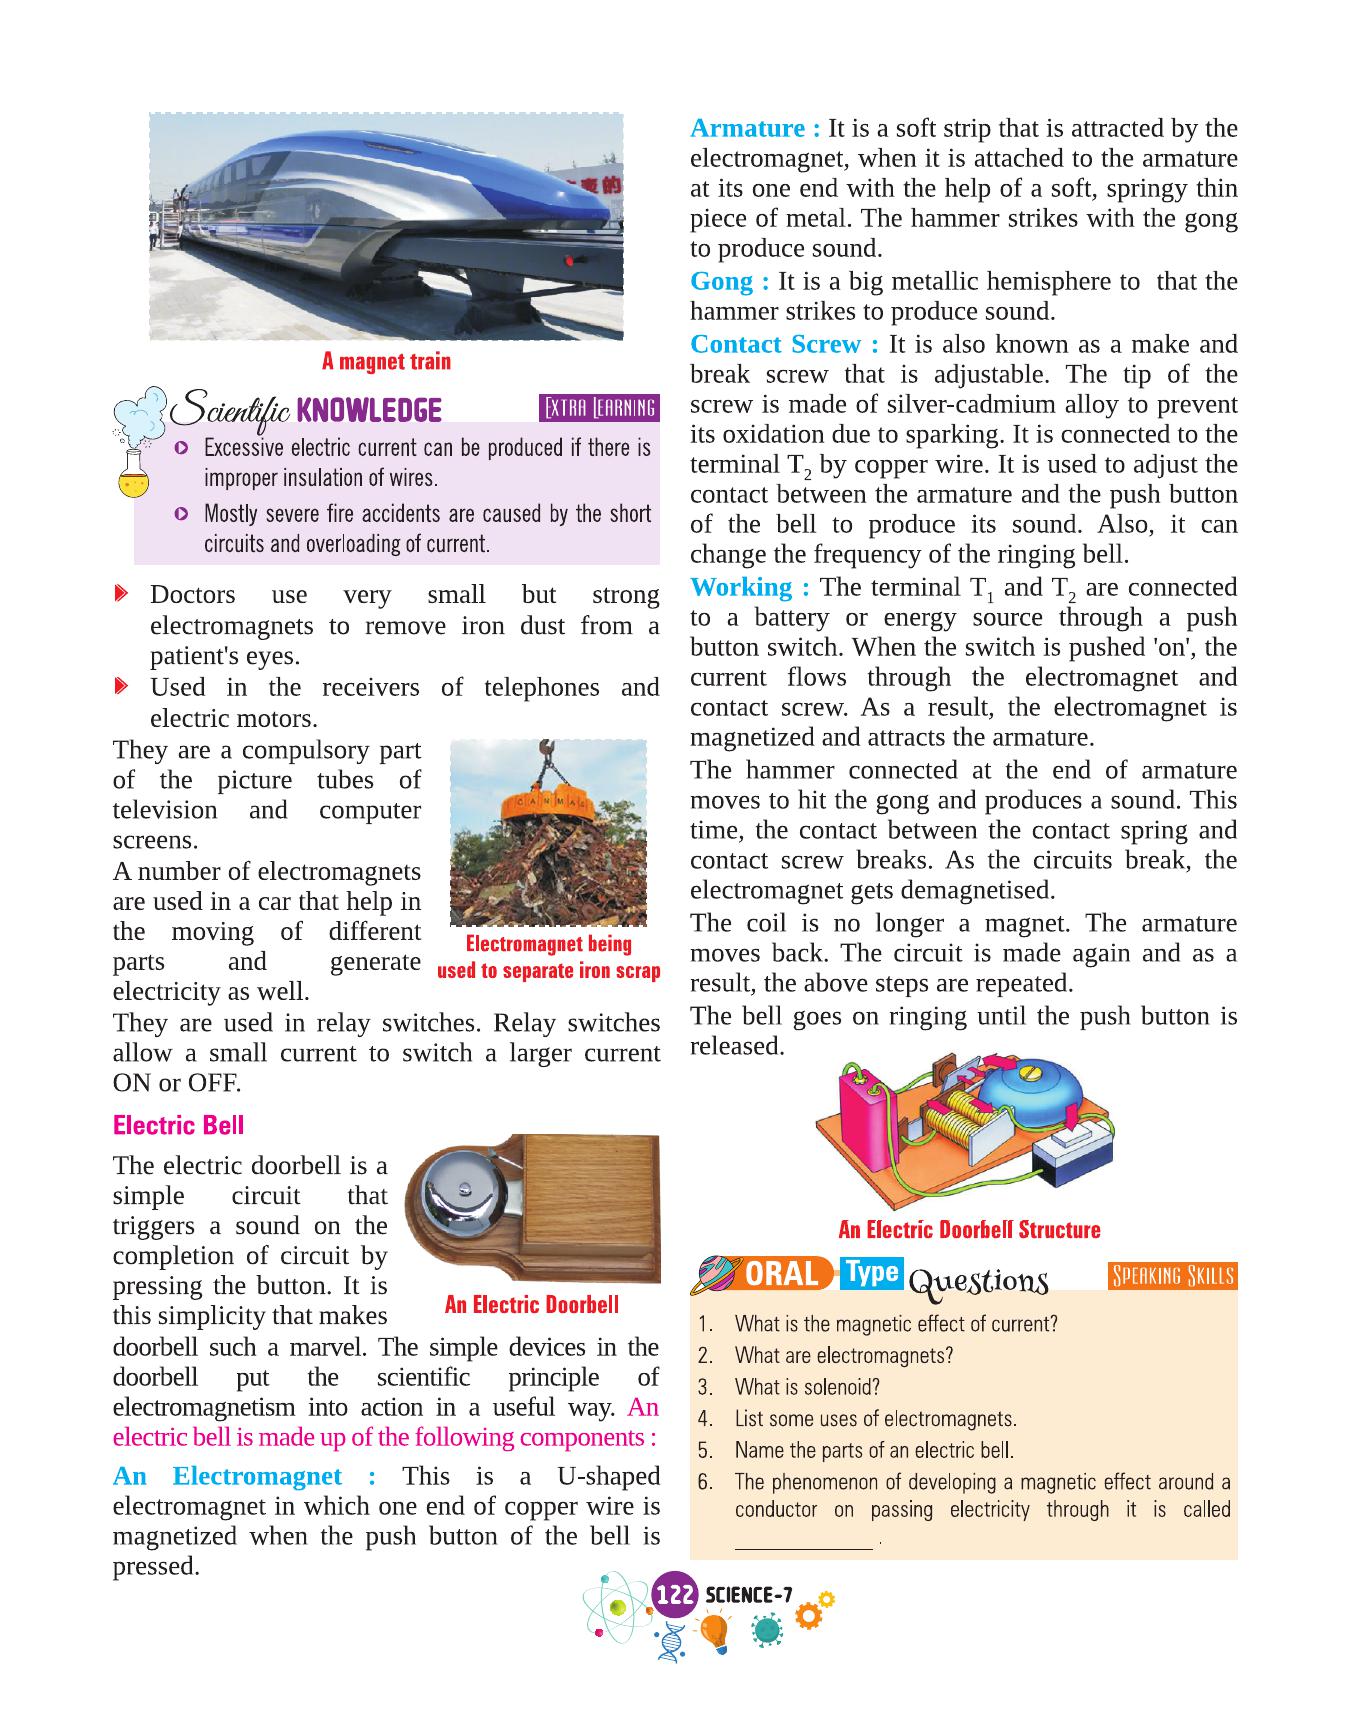 A magnet train
Scientific KNOWLEDGE
EXTRA LEARNING
Excessive electric current can be produced if there is
improper insulation of wires.
Mostly severe fire accidents are caused by the short
circuits and overloading of current.
Doctors use very small but strong
electromagnets to remove iron dust from a
patient's eyes.
Used in the receivers of telephones and
electric motors.
They are a compulsory part
of the picture tubes of
television and computer
screens.
A number of electromagnets
are used in a car that help in
the moving of different
parts and generate
electricity as well.
CANMAG
Electromagnet being
used to separate iron scrap
They are used in relay switches. Relay switches
allow a small current to switch a larger current
ON or OFF.
Electric Bell
The electric doorbell is a
simple circuit that
triggers a sound on the
completion of circuit by
pressing the button. It is
this simplicity that makes
An Electric Doorbell
doorbell such a marvel. The simple devices in the
doorbell put the scientific principle of
electromagnetism into action in a useful way. An
electric bell is made up of the following components :
An Electromagnet : This is a U-shaped
electromagnet in which one end of copper wire is
magnetized when the push button of the bell is
pressed.
Armature : It is a soft strip that is attracted by the
electromagnet, when it is attached to the armature
at its one end with the help of a soft, springy thin
piece of metal. The hammer strikes with the gong
to produce sound.
Gong : It is a big metallic hemisphere to that the
hammer strikes to produce sound.
Contact Screw : It is also known as a make and
break screw that is adjustable. The tip of the
screw is made of silver-cadmium alloy to prevent
its oxidation due to sparking. It is connected to the
terminal T2 by copper wire. It is used to adjust the
contact between the armature and the push button
of the bell to produce its sound. Also, it can
change the frequency of the ringing bell.
Working : The terminal T1 and T2 are connected
to a battery or energy source through a push
button switch. When the switch is pushed 'on', the
current flows through the electromagnet and
contact screw. As a result, the electromagnet is
magnetized and attracts the armature.
The hammer connected at the end of armature
moves to hit the gong and produces a sound. This
time, the contact between the contact spring and
contact screw breaks. As the circuits break, the
electromagnet gets demagnetised.
The coil is no longer a magnet. The armature
moves back. The circuit is made again and as a
result, the above steps are repeated.
The bell goes on ringing until the push button is
released.
An Electric Doorbell Structure
ORAL Type Questions
SPEAKING SKILLS
1. What is the magnetic effect of current?
2. What are electromagnets?
3. What is solenoid?
4. List some uses of electromagnets.
5. Name the parts of an electric bell.
6. The phenomenon of developing a magnetic effect around a
conductor on passing electricity through it is called
____________ .
122 SCIENCE-7